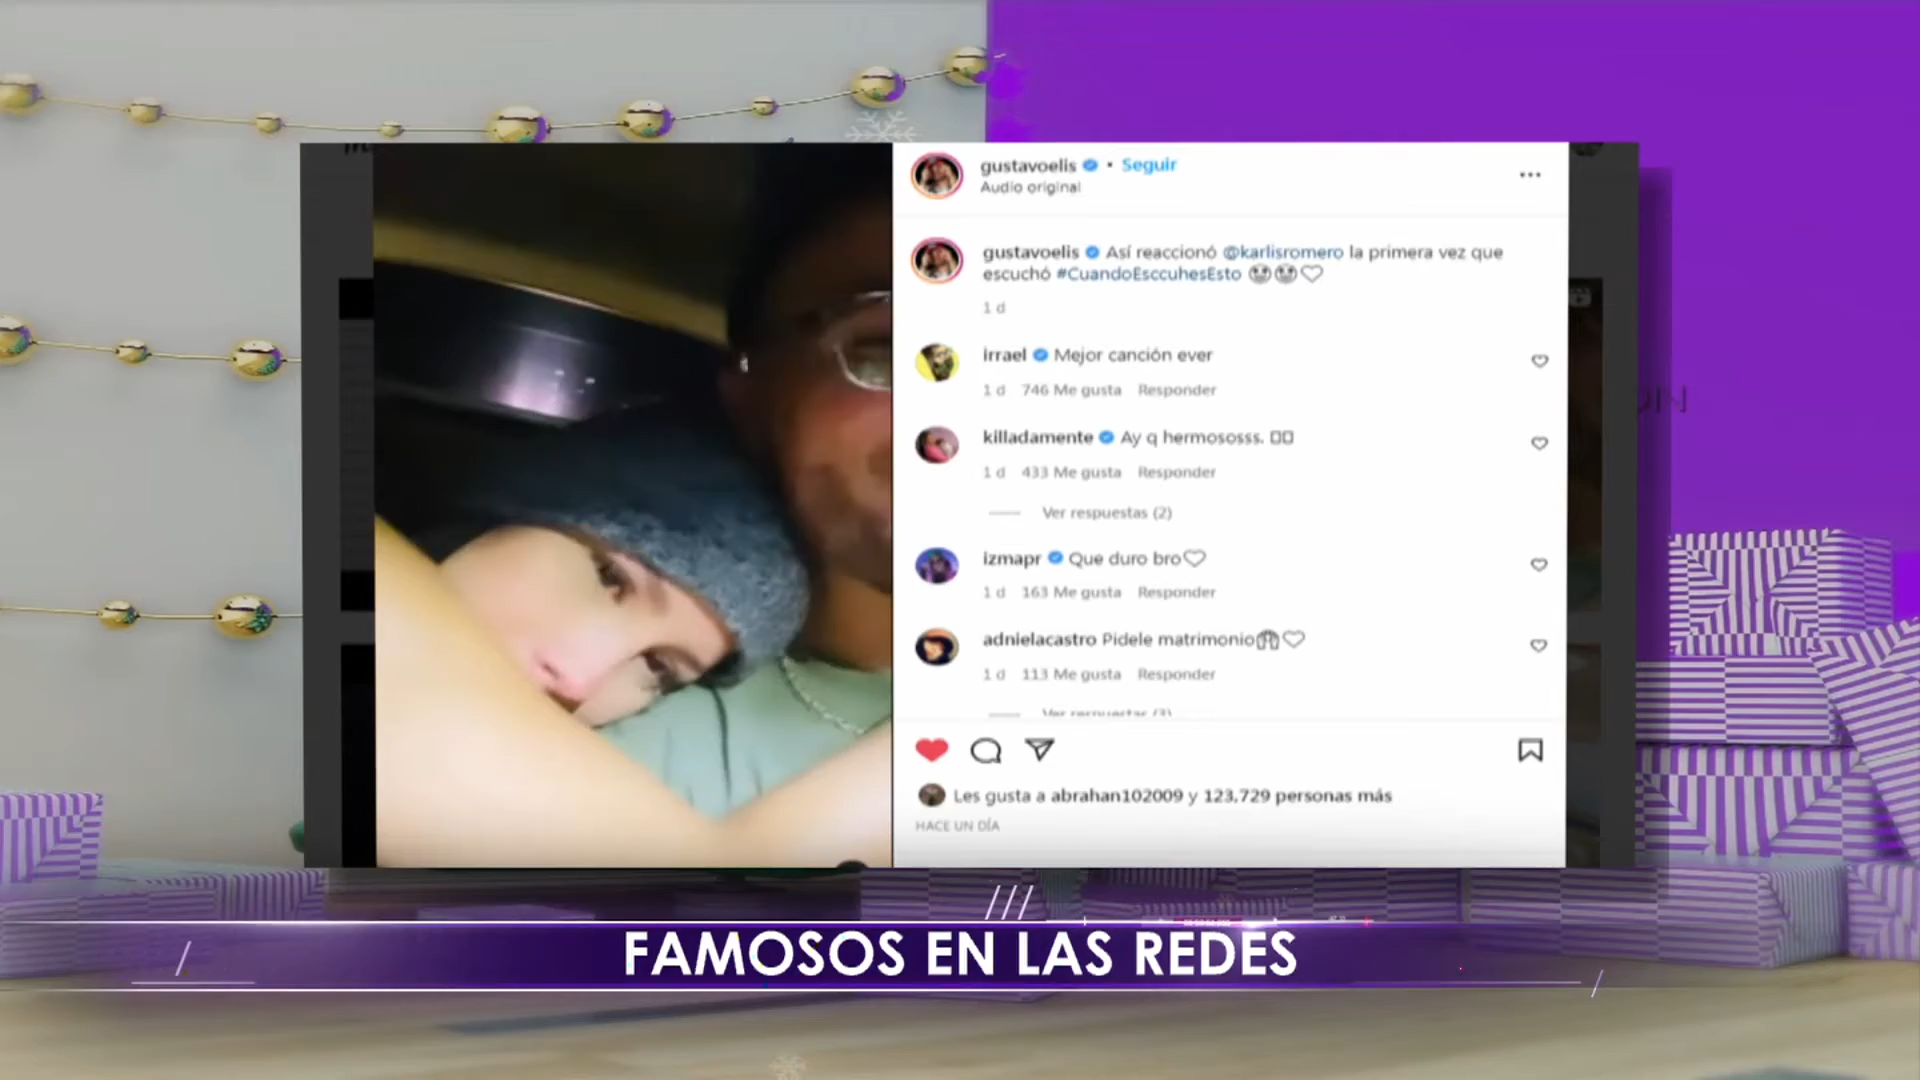 gustavoelis • Seguir
Audio original
gustavoelis Así reaccionó @karlisromero la primera vez que
escuchó #CuandoEsccuhesEsto
1 d
irrael Mejor canción ever
1 d 746 Me gusta Responder
killadamente Ay q hermososss.
1 d 433 Me gusta Responder
Ver respuestas (2)
izmapr Que duro bro
1 d 163 Me gusta Responder
adnielacastro Pidele matrimonio
1 d 113 Me gusta Responder
Ver respuestas (3)
Les gusta a abrahan102009 y 123,729 personas más
HACE UN DÍA
FAMOSOS EN LAS REDES